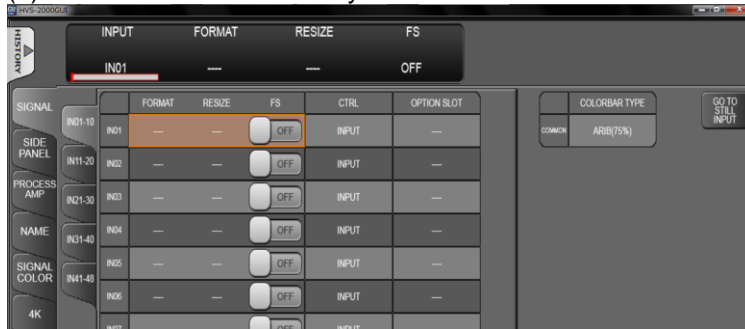 HVS-2000GUI
HISTORY
INPUT FORMAT RESIZE FS
IN01 ---- ---- OFF
SIGNAL
SIDE PANEL
PROCESS AMP
NAME
SIGNAL COLOR
4K
IN01-10
IN11-20
IN21-30
IN31-40
IN41-48
FORMAT RESIZE FS CTRL OPTION SLOT
IN01 --- --- OFF INPUT ---
IN02 --- --- OFF INPUT ---
IN03 --- --- OFF INPUT ---
IN04 --- --- OFF INPUT ---
IN05 --- --- OFF INPUT ---
IN06 --- --- OFF INPUT ---
COLORBAR TYPE
COMMON ARIB(75%)
GO TO STILL INPUT